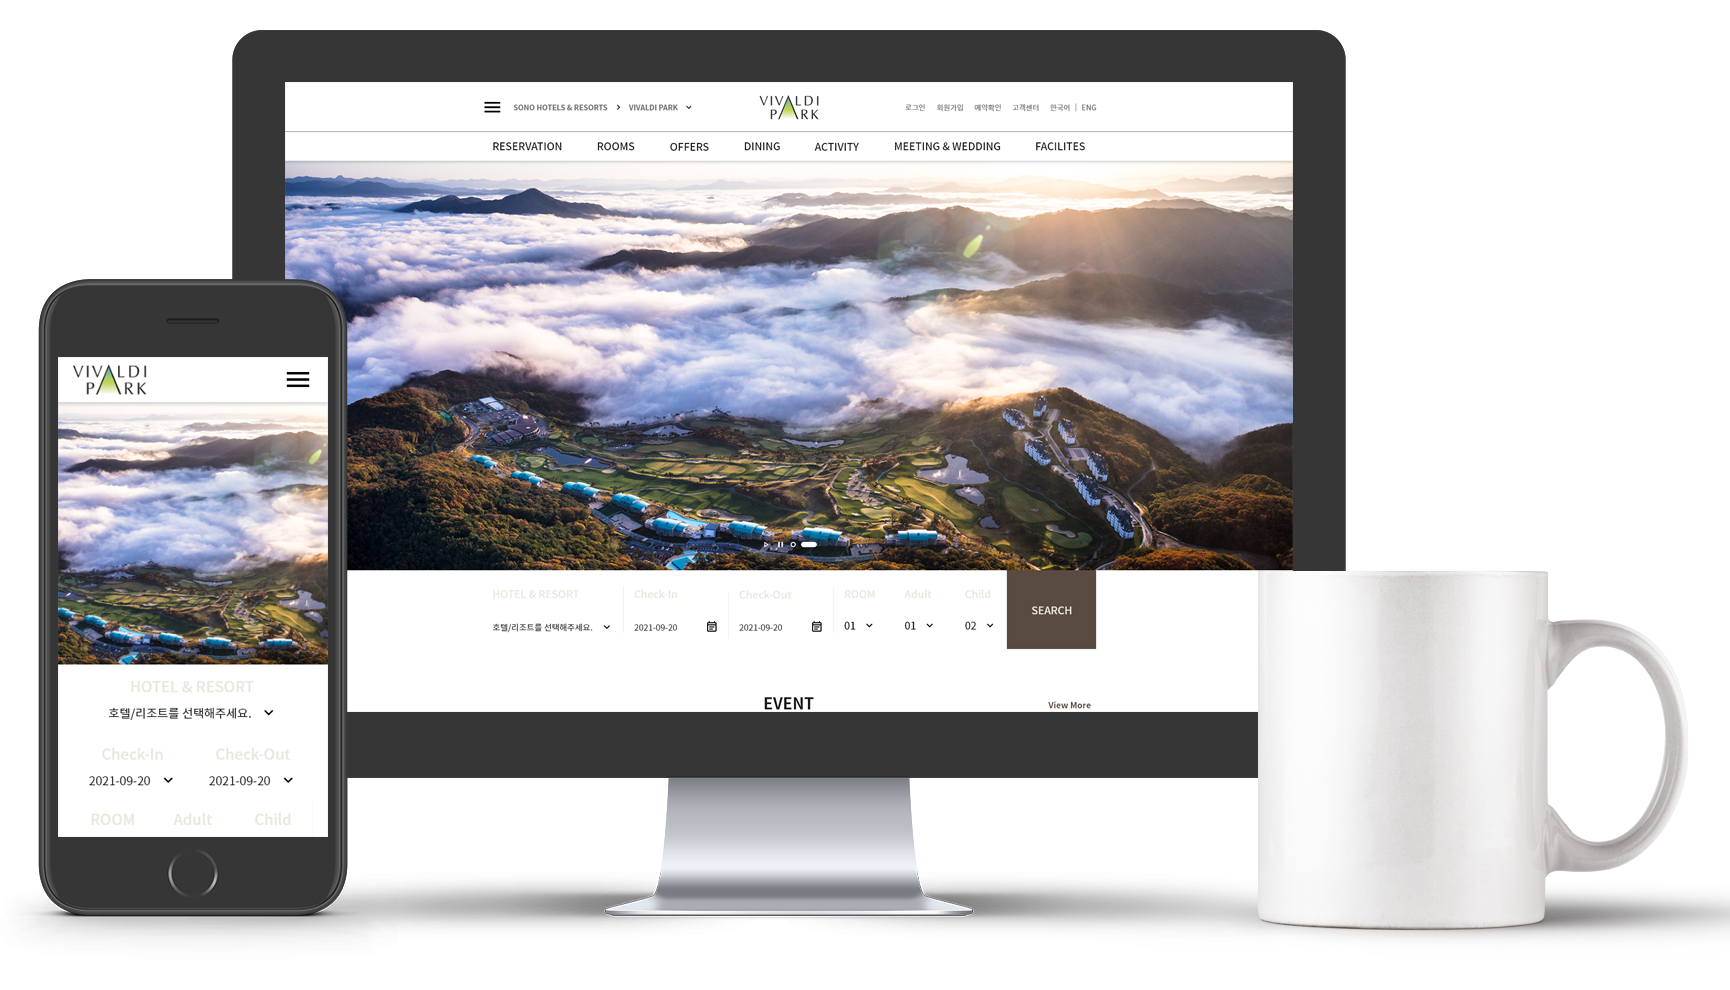 SONO HOTELS & RESORTS > VIVALDI PARK
VIVALDI
PARK
로그인 회원가입 예약확인 고객센터 한국어 | ENG
RESERVATION ROOMS OFFERS DINING ACTIVITY MEETING & WEDDING FACILITES
HOTEL & RESORT Check-In Check-Out ROOM Adult Child
호텔/리조트를 선택해주세요. 2021-09-20 2021-09-20 01 01 02
SEARCH
EVENT
View More
VIVALDI
PARK
HOTEL & RESORT
호텔/리조트를 선택해주세요.
Check-In Check-Out
2021-09-20 2021-09-20
ROOM Adult Child